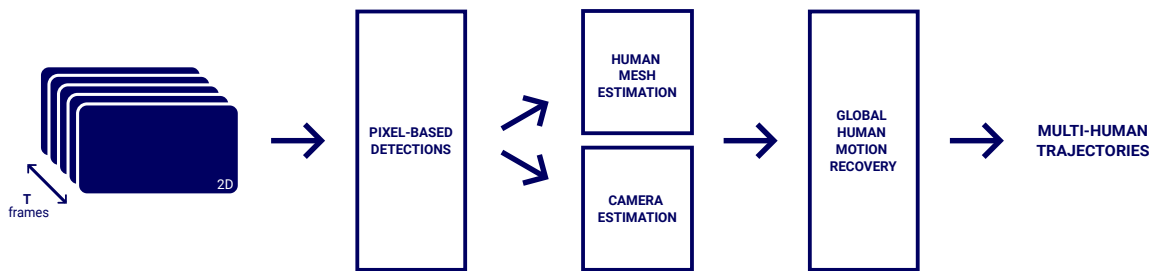 2D
T
frames
PIXEL-BASED
DETECTIONS
HUMAN
MESH
ESTIMATION
CAMERA
ESTIMATION
GLOBAL
HUMAN
MOTION
RECOVERY
MULTI-HUMAN
TRAJECTORIES